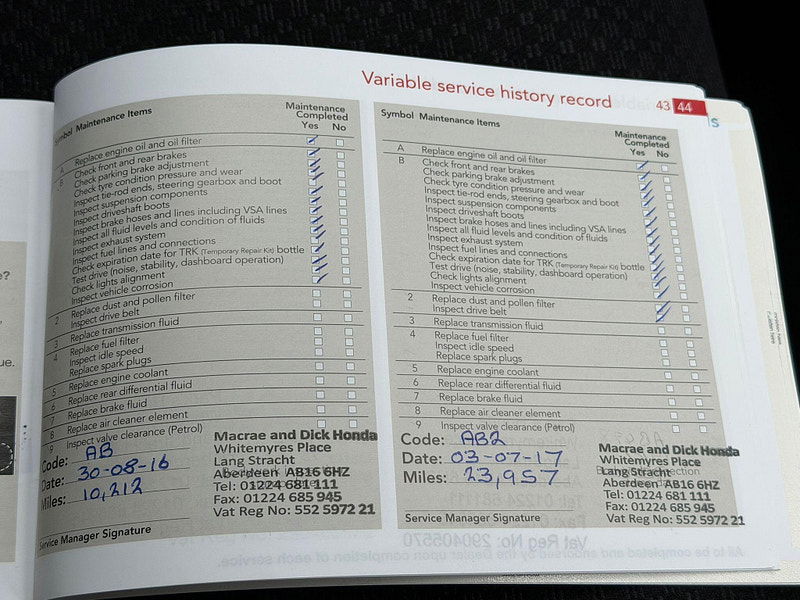 Variable service history record 43 44
Symbol Maintenance Items
Maintenance
Completed
Yes No
A Replace engine oil and oil filter
B Check front and rear brakes
Check parking brake adjustment
Check tyre condition pressure and wear
Inspect tie-rod ends, steering gearbox and boot
Inspect suspension components
Inspect driveshaft boots
Inspect brake hoses and lines including VSA lines
Inspect all fluid levels and condition of fluids
Inspect exhaust system
Inspect fuel lines and connections
Check expiration date for TRK (Temporary Repair Kit) bottle
Test drive (noise, stability, dashboard operation)
Check lights alignment
Inspect vehicle corrosion
2 Replace dust and pollen filter
Inspect drive belt
3 Replace transmission fluid
4 Replace fuel filter
Inspect idle speed
Replace spark plugs
5 Replace engine coolant
6 Replace rear differential fluid
7 Replace brake fluid
8 Replace air cleaner element
9 Inspect valve clearance (Petrol)
Code: AB
Date: 30-08-16
Miles: 10,212
Macrae and Dick Honda
Whitemyres Place
Lang Stracht
Aberdeen AB16 6HZ
Tel: 01224 681 111
Fax: 01224 685 945
Vat Reg No: 552 5972 21
Service Manager Signature
Symbol Maintenance Items
Maintenance
Completed
Yes No
A Replace engine oil and oil filter
B Check front and rear brakes
Check parking brake adjustment
Check tyre condition pressure and wear
Inspect tie-rod ends, steering gearbox and boot
Inspect suspension components
Inspect driveshaft boots
Inspect brake hoses and lines including VSA lines
Inspect all fluid levels and condition of fluids
Inspect exhaust system
Inspect fuel lines and connections
Check expiration date for TRK (Temporary Repair Kit) bottle
Test drive (noise, stability, dashboard operation)
Check lights alignment
Inspect vehicle corrosion
2 Replace dust and pollen filter
Inspect drive belt
3 Replace transmission fluid
4 Replace fuel filter
Inspect idle speed
Replace spark plugs
5 Replace engine coolant
6 Replace rear differential fluid
7 Replace brake fluid
8 Replace air cleaner element
9 Inspect valve clearance (Petrol)
Code: AB2
Date: 03-07-17
Miles: 23,957
Macrae and Dick Honda
Whitemyres Place
Lang Stracht
Aberdeen AB16 6HZ
Tel: 01224 681 111
Fax: 01224 685 945
Vat Reg No: 552 5972 21
Service Manager Signature